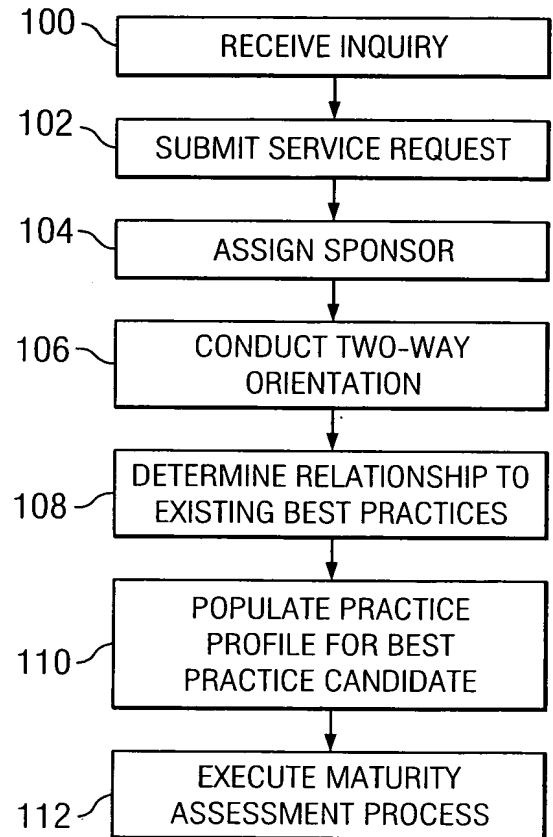 100
RECEIVE INQUIRY
102
SUBMIT SERVICE REQUEST
104
ASSIGN SPONSOR
106
CONDUCT TWO-WAY
ORIENTATION
108
DETERMINE RELATIONSHIP TO
EXISTING BEST PRACTICES
110
POPULATE PRACTICE
PROFILE FOR BEST
PRACTICE CANDIDATE
112
EXECUTE MATURITY
ASSESSMENT PROCESS